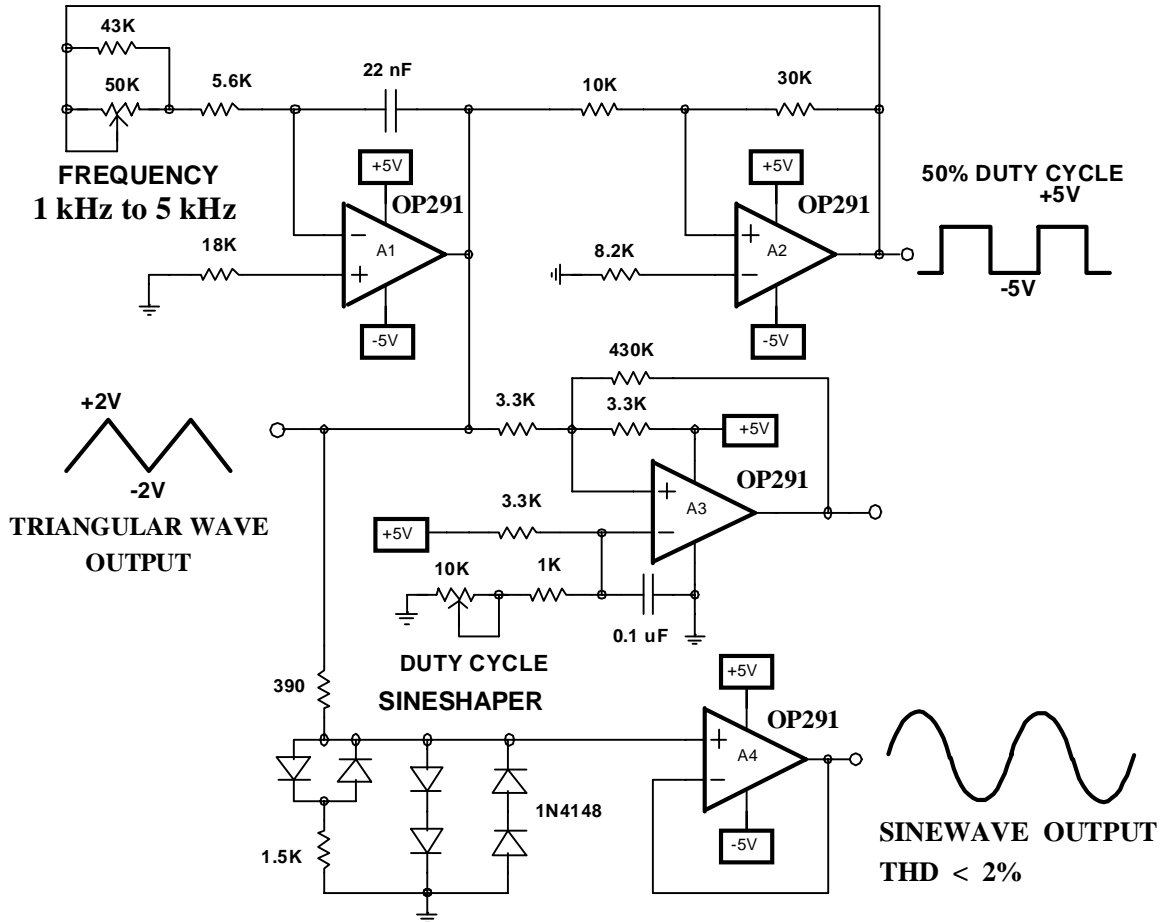 43K
50K
5.6K
22 nF
10K
30K
FREQUENCY
1 kHz to 5 kHz
+5V
OP291
A1
18K
-5V
+5V
OP291
A2
8.2K
-5V
50% DUTY CYCLE
+5V
-5V
430K
3.3K
3.3K
+5V
+2V
-2V
TRIANGULAR WAVE
OUTPUT
OP291
A3
3.3K
+5V
10K
1K
0.1 uF
DUTY CYCLE
SINESHAPER
390
+5V
OP291
A4
-5V
1N4148
1.5K
SINEWAVE OUTPUT
THD < 2%